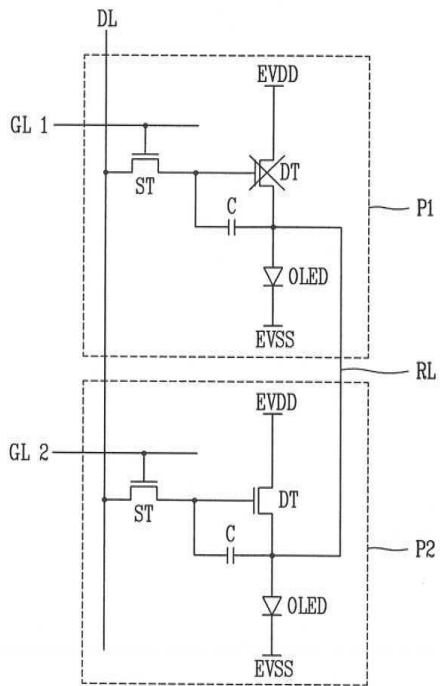 DL
EVDD
GL 1
DT
ST
C
P1
OLED
EVSS
RL
EVDD
GL 2
DT
ST
C
P2
OLED
EVSS